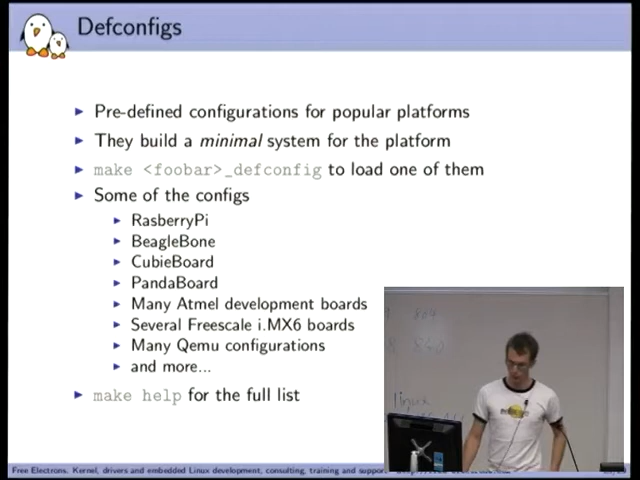 Defconfigs
▶ Pre-defined configurations for popular platforms
▶ They build a minimal system for the platform
▶ make <foobar>_defconfig to load one of them
▶ Some of the configs
▶ RasberryPi
▶ BeagleBone
▶ CubieBoard
▶ PandaBoard
▶ Many Atmel development boards
▶ Several Freescale i.MX6 boards
▶ Many Qemu configurations
▶ and more...
▶ make help for the full list
linux
Free Electrons. Kernel, drivers and embedded Linux development, consulting, training and support.